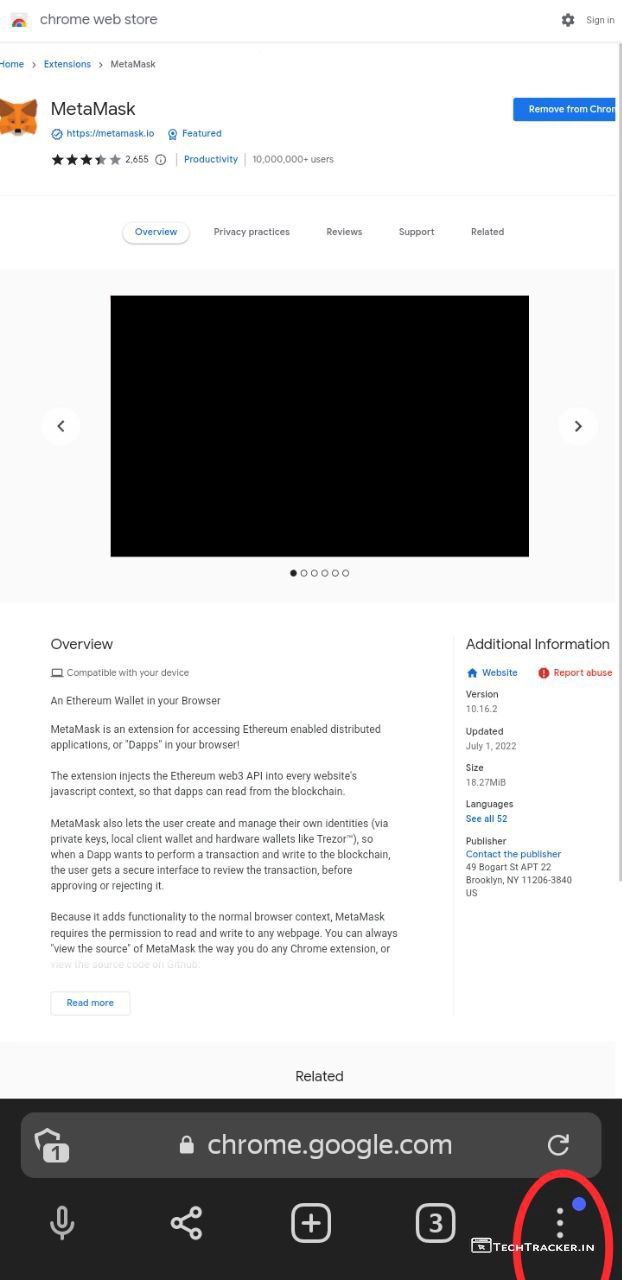 chrome web store
Sign in
Home > Extensions > MetaMask
MetaMask
Remove from Chrom
https://metamask.io Featured
2,655 Productivity 10,000,000+ users
Overview Privacy practices Reviews Support Related
Overview
Compatible with your device
An Ethereum Wallet in your Browser
MetaMask is an extension for accessing Ethereum enabled distributed
applications, or "Dapps" in your browser!
The extension injects the Ethereum web3 API into every website's
javascript context, so that dapps can read from the blockchain.
MetaMask also lets the user create and manage their own identities (via
private keys, local client wallet and hardware wallets like Trezor™), so
when a Dapp wants to perform a transaction and write to the blockchain,
the user gets a secure interface to review the transaction, before
approving or rejecting it.
Because it adds functionality to the normal browser context, MetaMask
requires the permission to read and write to any webpage. You can always
"view the source" of MetaMask the way you do any Chrome extension, or
view the source code on Github:
Read more
Additional Information
Website Report abuse
Version
10.16.2
Updated
July 1, 2022
Size
18.27MiB
Languages
See all 52
Publisher
Contact the publisher
49 Bogart St APT 22
Brooklyn, NY 11206-3840
US
Related
1
chrome.google.com
3
TECHTRACKER.IN